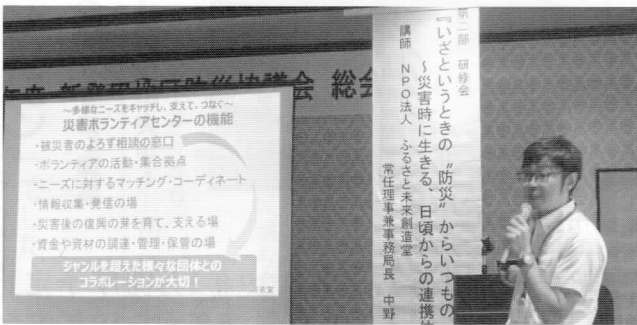 防災協議会 総会
～多様なニーズをキャッチし、支えて、つなぐ～
災害ボランティアセンターの機能
・被災者のよろず相談の窓口
・ボランティアの活動・集合拠点
・ニーズに対するマッチング・コーディネート
・情報収集・発信の場
・災害後の復興の芽を育て、支える場
・資金や資材の調達・管理・保管の場
ジャンルを超えた様々な団体との
コラボレーションが大切！
第二部 研修会
『いざというときの〝防災〟からいつもの
～災害時に生きる、日頃からの連携
講師 NPO法人 ふるさと未来創造堂
常任理事兼事務局長 中野